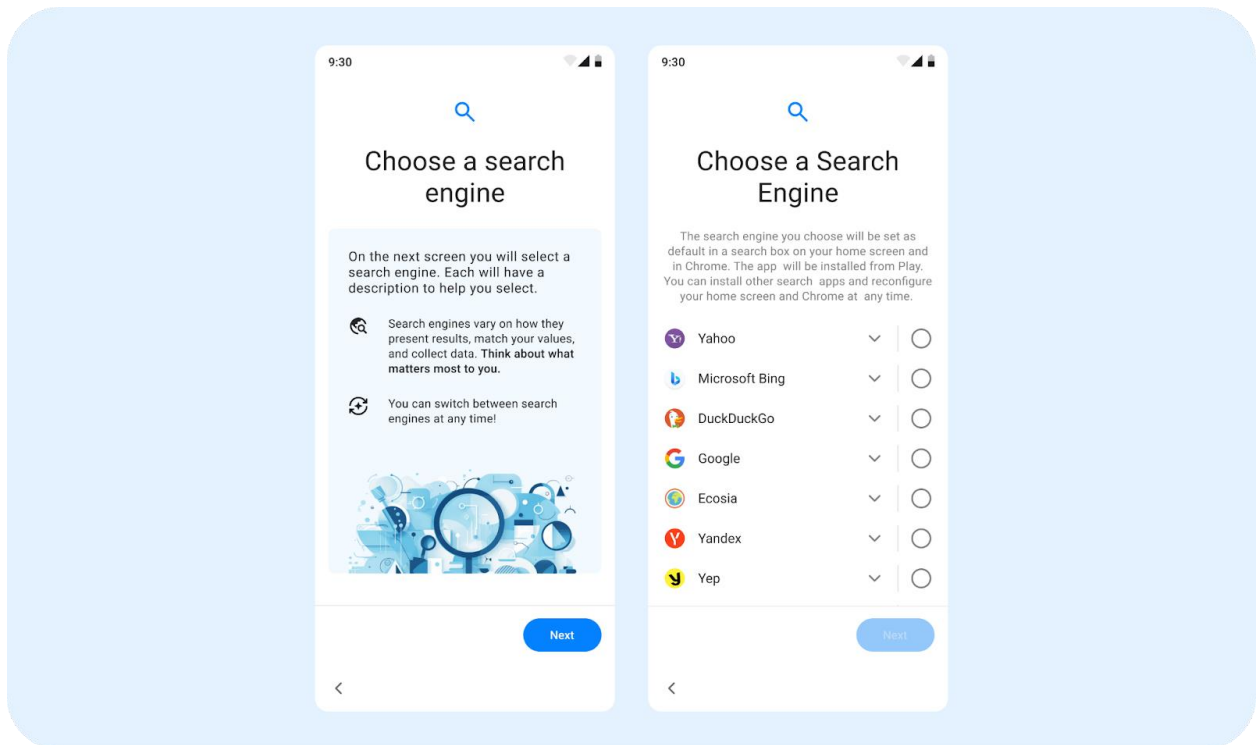 9:30
Choose a search
engine
On the next screen you will select a
search engine. Each will have a
description to help you select.
Search engines vary on how they
present results, match your values,
and collect data. Think about what
matters most to you.
You can switch between search
engines at any time!
Next
9:30
Choose a Search
Engine
The search engine you choose will be set as
default in a search box on your home screen and
in Chrome. The app will be installed from Play.
You can install other search apps and reconfigure
your home screen and Chrome at any time.
Yahoo
Microsoft Bing
DuckDuckGo
Google
Ecosia
Yandex
Yep
Next